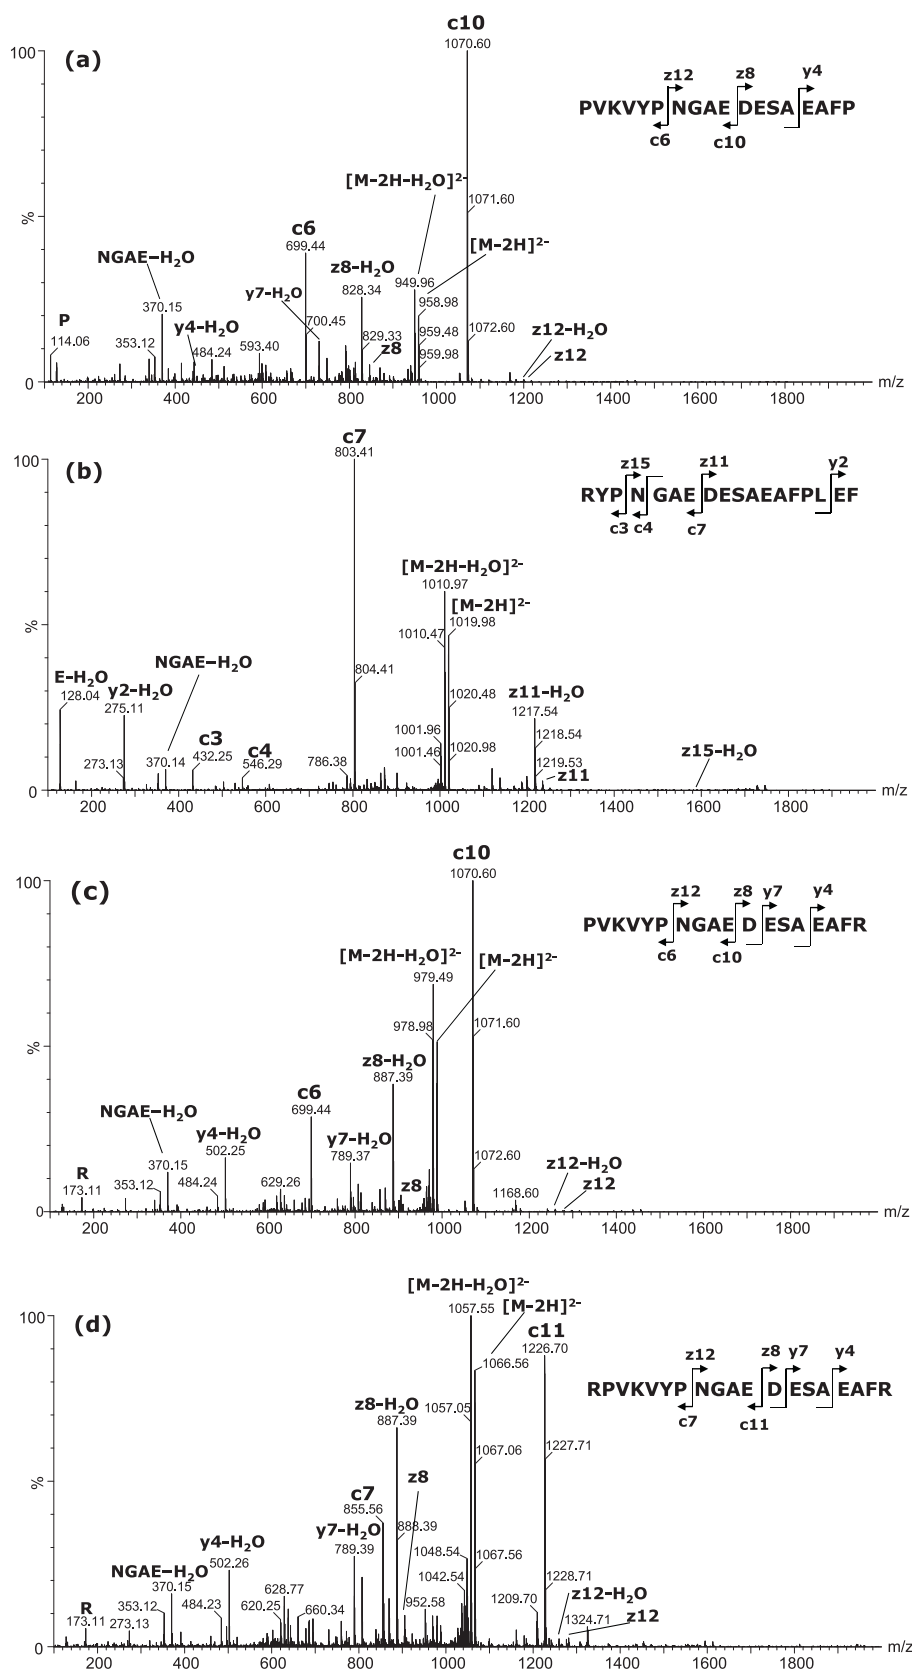 (a)
c10
1070.60
100
z12 z8 y4
PVKVYPNGAEDESAEAFP
c6 c10
[M-2H-H2O]2-
1071.60
%
c6
699.44
[M-2H]2-
NGAE-H2O
z8-H2O
828.34
949.96
958.98
y7-H2O
370.15
P
114.06
353.12
y4-H2O
484.24
593.40
700.45
829.33
z8
959.48
959.98
1072.60
z12-H2O
z12
0
200 400 600 800 1000 1200 1400 1600 1800
m/z
(b)
c7
803.41
100
z15 z11 y2
RYPNGAEDESAEAFPLEF
c3 c4 c7
[M-2H-H2O]2-
1010.97
[M-2H]2-
1019.98
1010.47
%
NGAE-H2O
E-H2O
128.04
y2-H2O
275.11
804.41
z11-H2O
1217.54
1020.48
1218.54
273.13
370.14
c3
432.25
c4
546.29
786.38
1001.96
1001.46
1020.98
1219.53
z11
z15-H2O
0
200 400 600 800 1000 1200 1400 1600 1800
m/z
(c)
c10
1070.60
100
z12 z8 y7 y4
PVKVYPNGAEDESAEAFR
c6 c10
[M-2H-H2O]2-
979.49
[M-2H]2-
978.98
1071.60
%
z8-H2O
887.39
NGAE-H2O
c6
699.44
y4-H2O
502.25
y7-H2O
789.37
370.15
R
173.11
353.12
484.24
629.26
z8
1072.60
1168.60
z12-H2O
z12
0
200 400 600 800 1000 1200 1400 1600 1800
m/z
(d)
[M-2H-H2O]2-
1057.55
[M-2H]2-
100
c11
1226.70
1066.56
z12 z8 y7 y4
RPVKVYPNGAEDESAEAFR
c7 c11
z8-H2O
887.39
1057.05
1067.06
1227.71
%
z8
c7
855.56
888.39
y7-H2O
789.39
y4-H2O
502.26
NGAE-H2O
370.15
1048.54
1067.56
1042.54
R
173.11
353.12
273.13
484.23
628.77
620.25
660.34
952.58
1209.70
1228.71
z12-H2O
1324.71
z12
0
200 400 600 800 1000 1200 1400 1600 1800
m/z